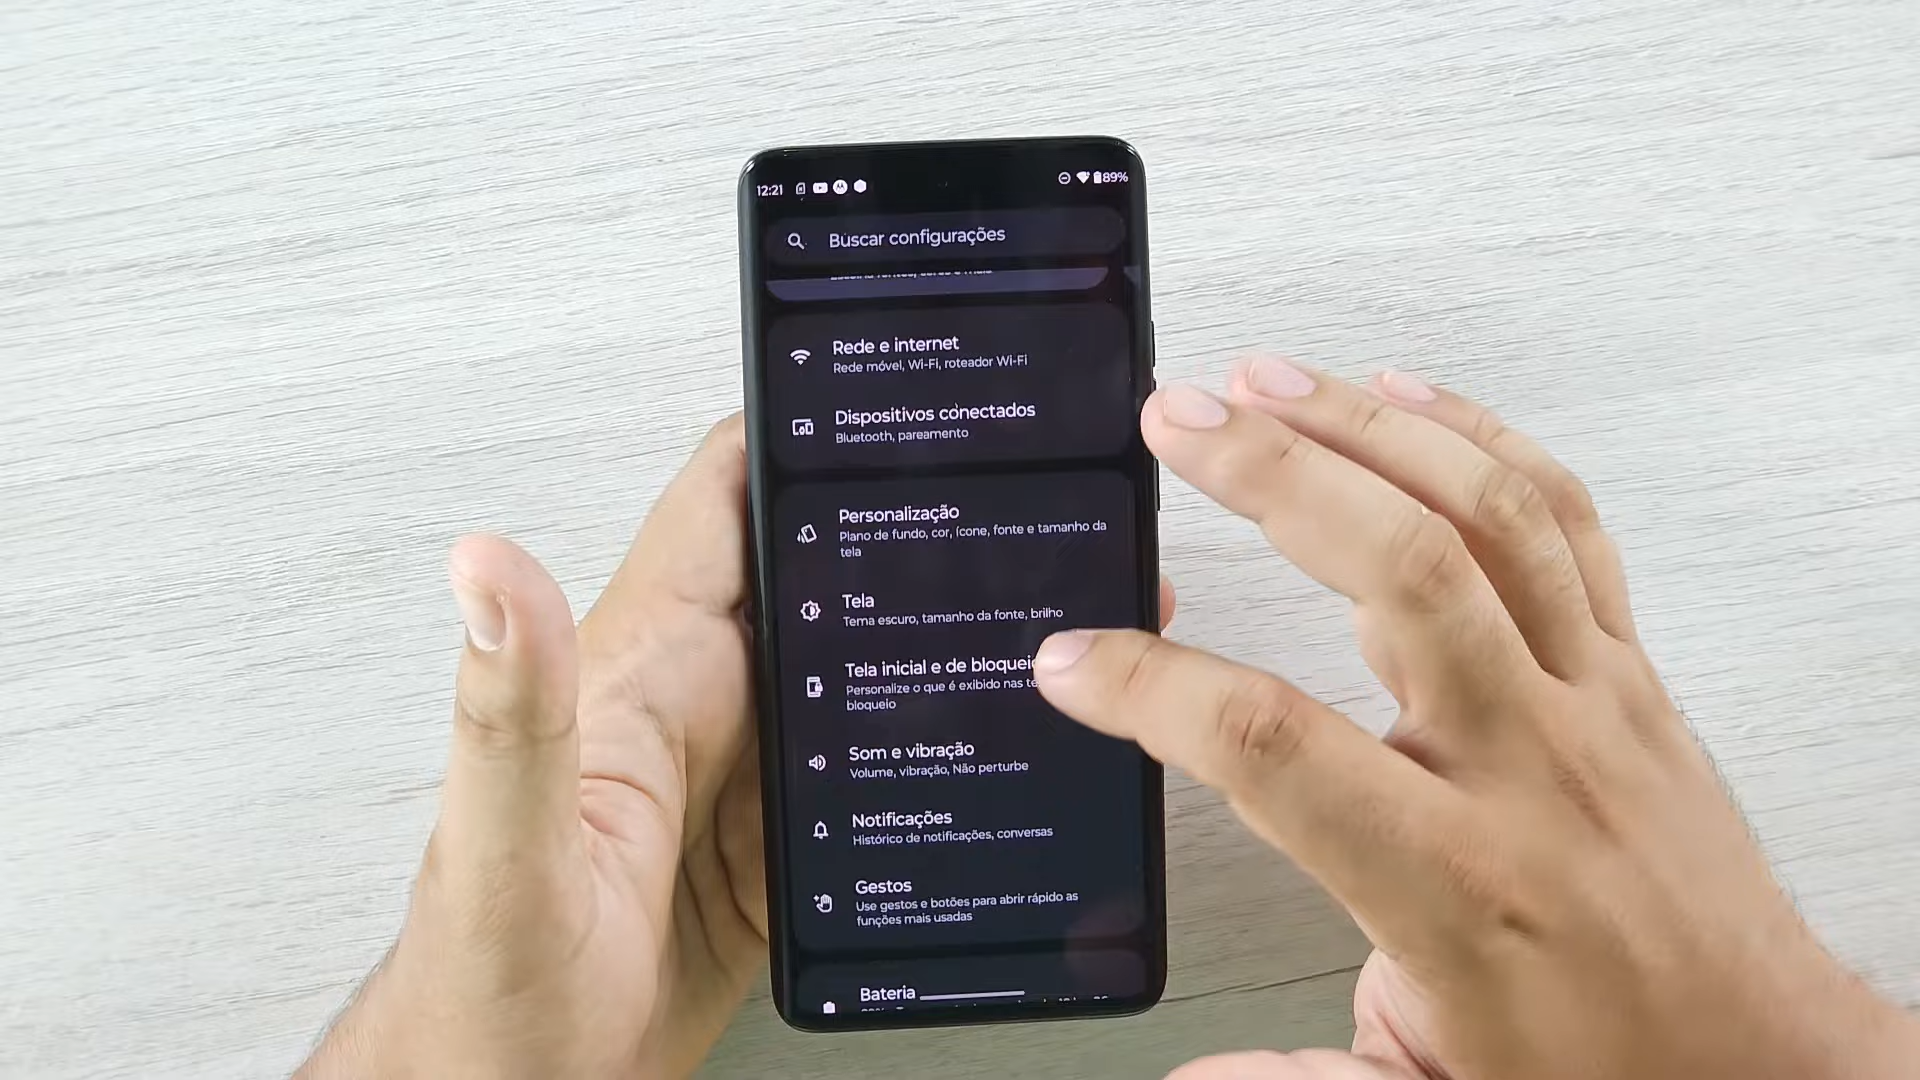 12:21
89%
Buscar configurações
Rede e internet
Rede móvel, Wi-Fi, roteador Wi-Fi
Dispositivos conectados
Bluetooth, pareamento
Personalização
Plano de fundo, cor, ícone, fonte e tamanho da
tela
Tela
Tema escuro, tamanho da fonte, brilho
Tela inicial e de bloqueio
Personalize o que é exibido nas
bloqueio
Som e vibração
Volume, vibração, Não perturbe
Notificações
Histórico de notificações, conversas
Gestos
Use gestos e botões para abrir rápido as
funções mais usadas
Bateria